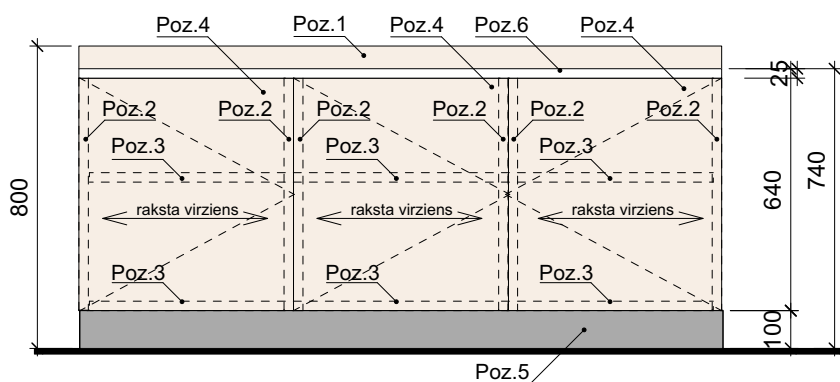 Poz.4 Poz.1 Poz.4 Poz.6 Poz.4
25
Poz.2 Poz.2 Poz.2 Poz.2 Poz.2 Poz.2
Poz.3 Poz.3 Poz.3
800 640 740
raksta virziens raksta virziens raksta virziens
Poz.3 Poz.3 Poz.3
100
Poz.5